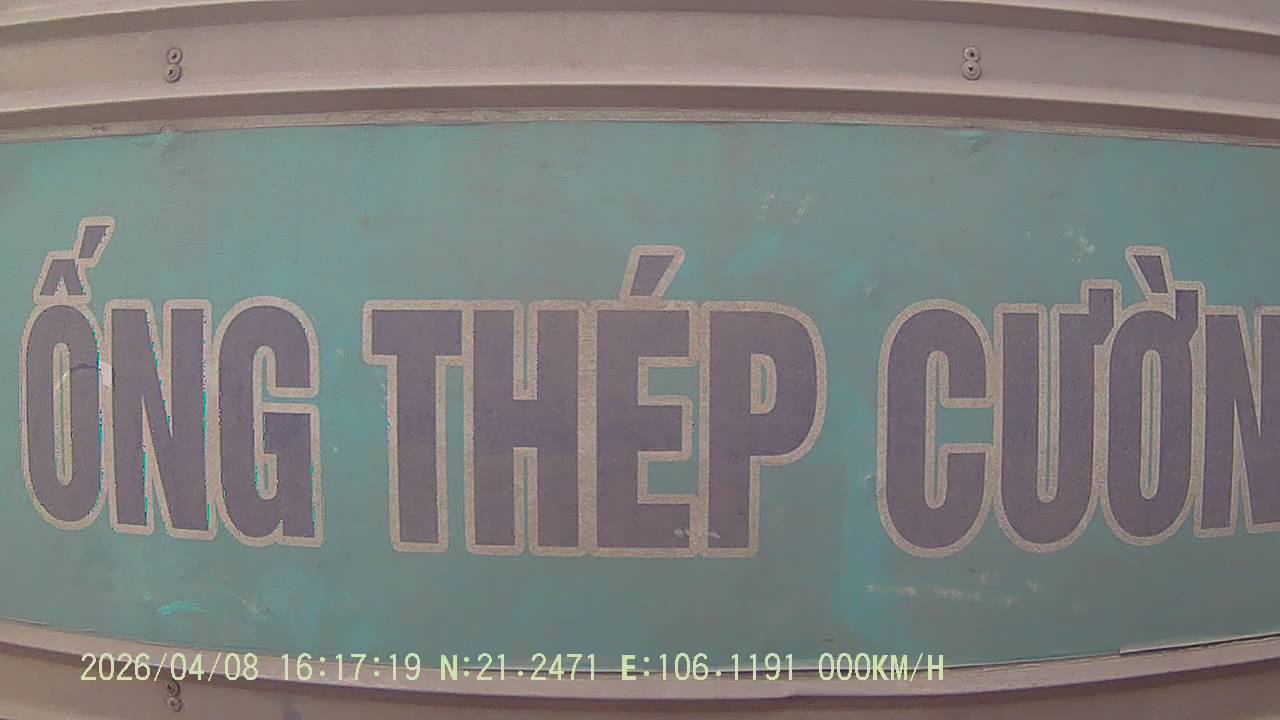 ỐNG THÉP CƯỜN
2026/04/08 16:17:19 N:21.2471 E:106.1191 000KM/H